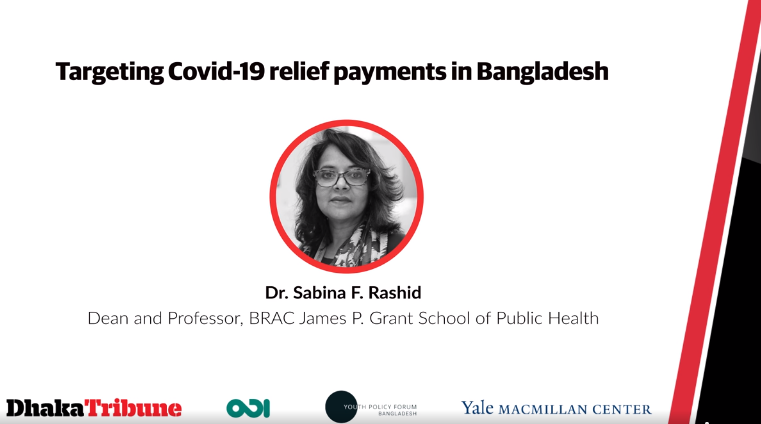 Targeting Covid-19 relief payments in Bangladesh
Dr. Sabina F. Rashid
Dean and Professor, BRAC James P. Grant School of Public Health
DhakaTribune
ODI
YOUTH POLICY FORUM
BANGLADESH
Yale MACMILLAN CENTER